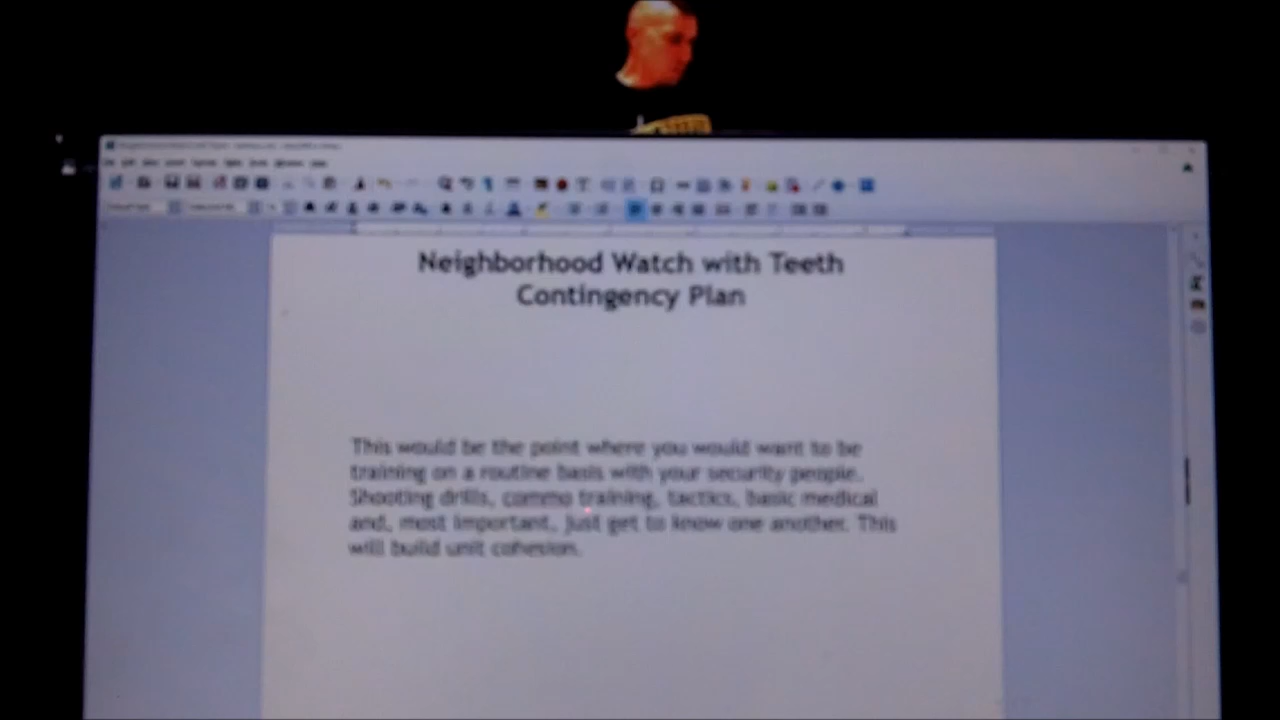 Neighborhood Watch with Teeth
Contingency Plan
This would be the point where you would want to be
training on a routine basis with your security people.
Shooting drills, commo training, tactics, basic medical
and, most important, just get to know one another. This
will build unit cohesion.